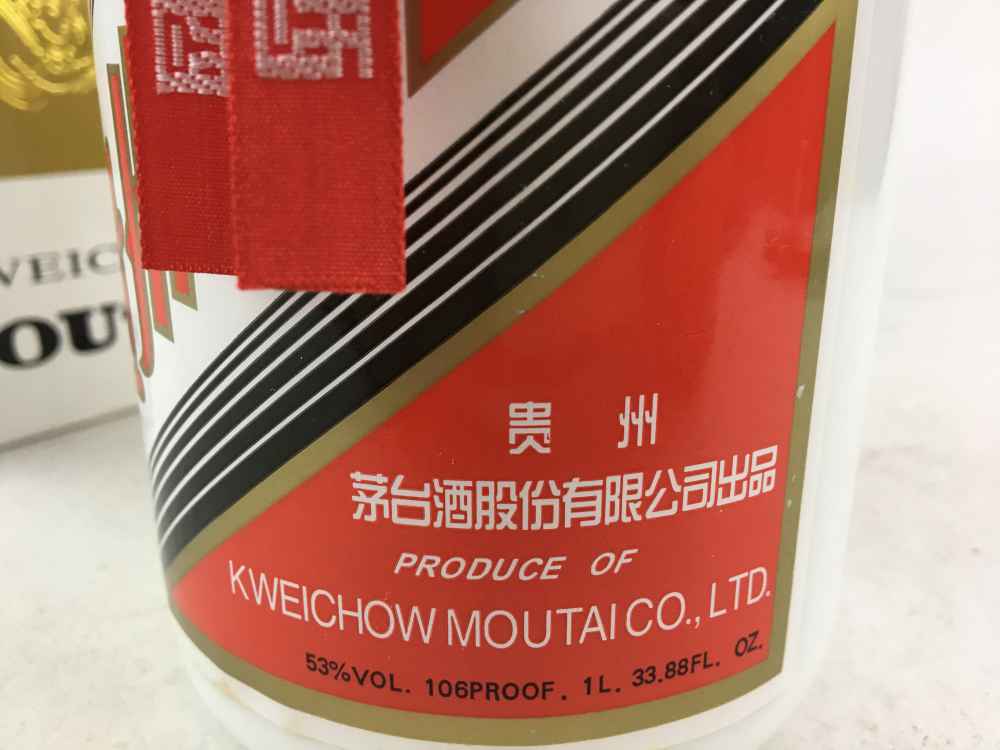 贵 州
茅台酒股份有限公司出品
PRODUCE OF
KWEICHOW MOUTAI CO., LTD.
53%VOL. 106PROOF. 1L. 33.88FL. OZ.